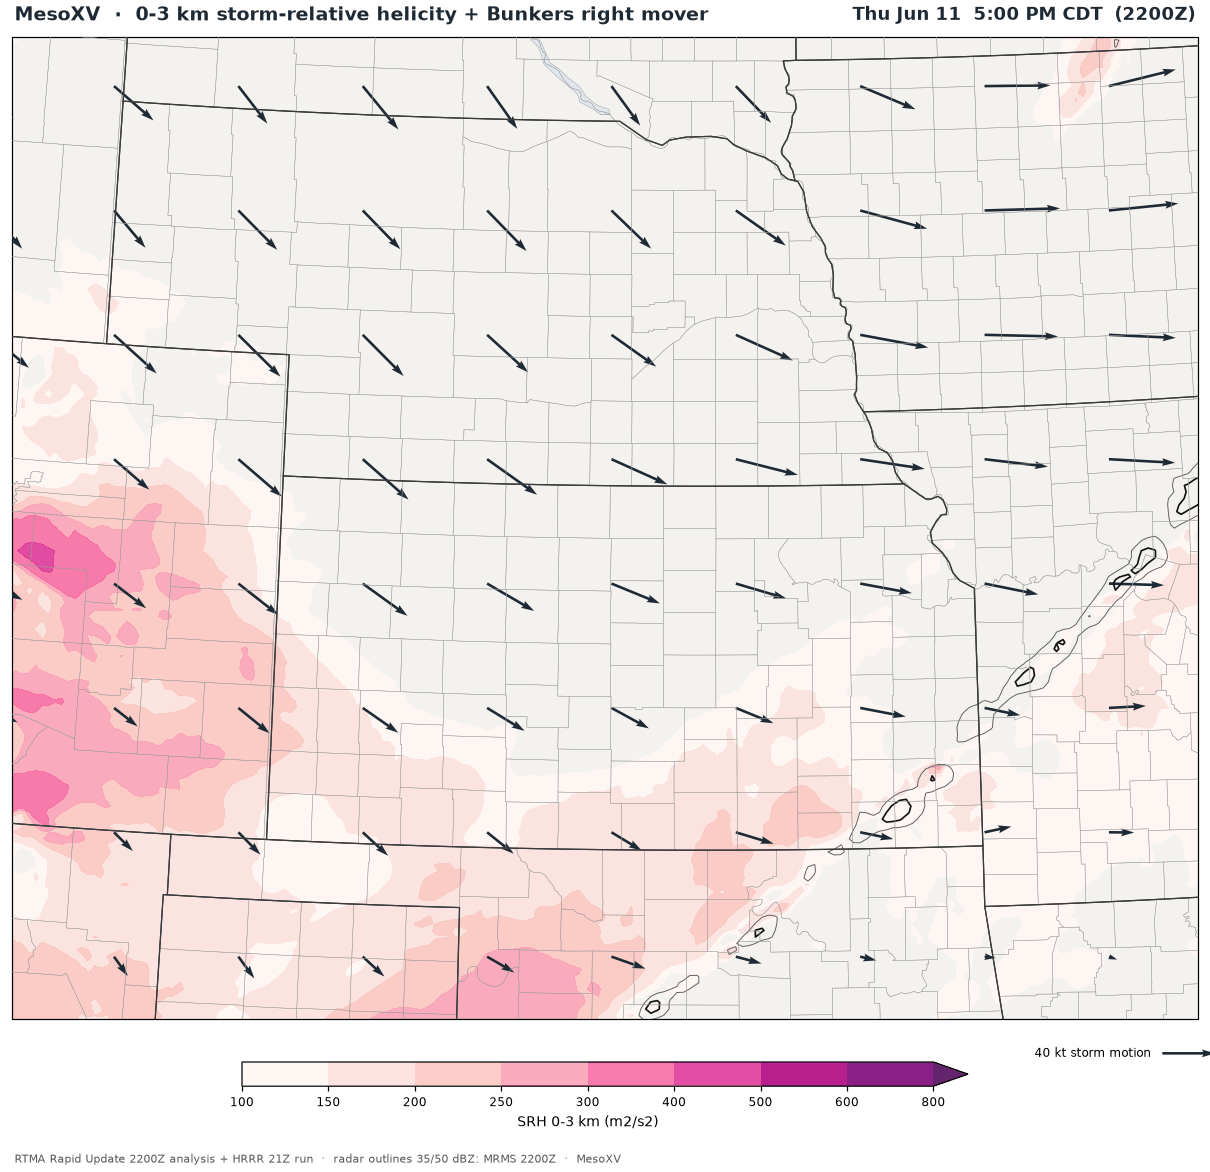 MesoXV · 0-3 km storm-relative helicity + Bunkers right mover
Thu Jun 11 5:00 PM CDT (2200Z)
40 kt storm motion
100 150 200 250 300 400 500 600 800
SRH 0-3 km (m2/s2)
RTMA Rapid Update 2200Z analysis + HRRR 21Z run · radar outlines 35/50 dBZ: MRMS 2200Z · MesoXV